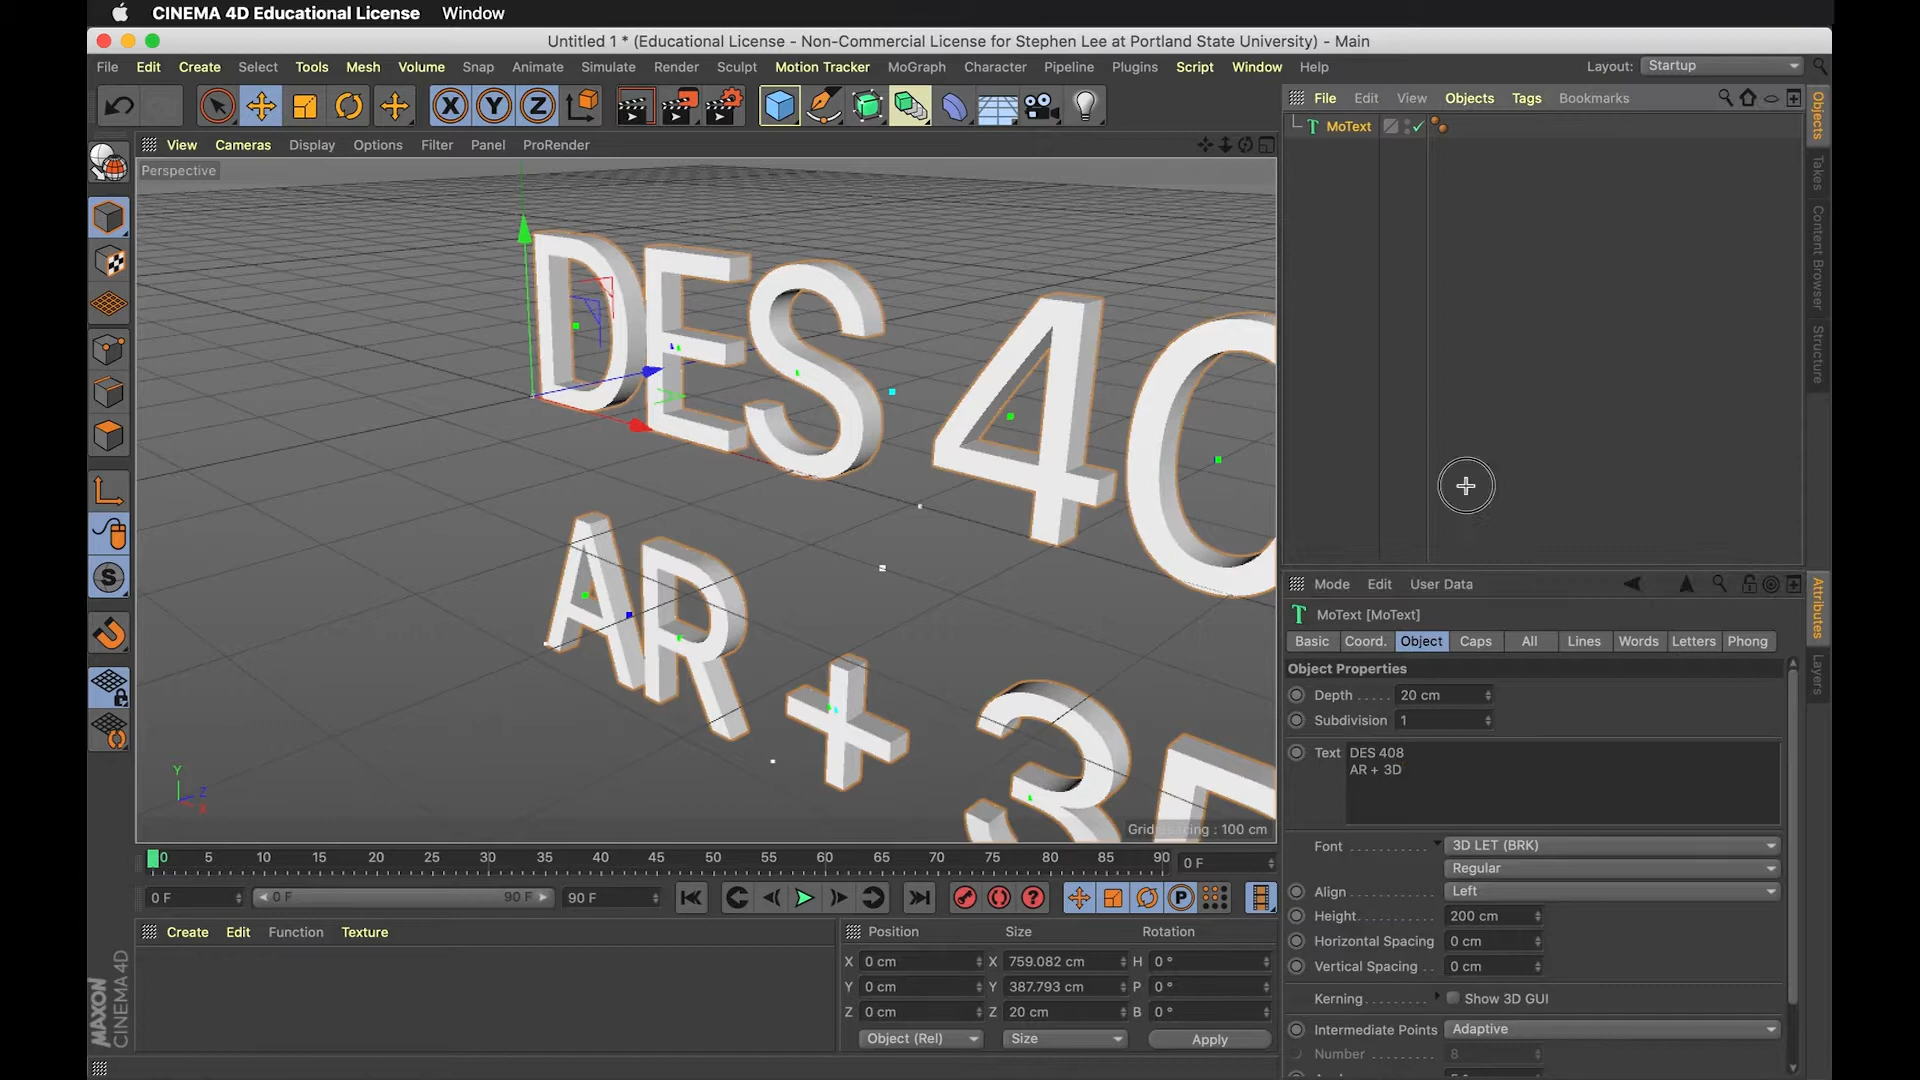 CINEMA 4D Educational License Window
Untitled 1 * (Educational License - Non-Commercial License for Stephen Lee at Portland State University) - Main
File Edit Create Select Tools Mesh Volume Snap Animate Simulate Render Sculpt Motion Tracker MoGraph Character Pipeline Plugins Script Window Help Layout: Startup
X Y Z
File Edit View Objects Tags Bookmarks
View Cameras Display Options Filter Panel ProRender
MoText
Perspective
Objects
Takes
Content Browser
Structure
DES 40
AR + 3D
Y
Z
X
Grid Spacing : 100 cm
Mode Edit User Data
MoText [MoText]
Basic Coord. Object Caps All Lines Words Letters Phong
Attributes
Layers
Object Properties
Depth 20 cm
Subdivision 1
Text DES 408
AR + 3D
Font 3D LET (BRK)
Regular
Align Left
Height 200 cm
Horizontal Spacing 0 cm
Vertical Spacing 0 cm
Kerning Show 3D GUI
Intermediate Points Adaptive
Number 8
0 5 10 15 20 25 30 35 40 45 50 55 60 65 70 75 80 85 90 0 F
0 F 0 F 90 F 90 F P
Create Edit Function Texture
Position Size Rotation
X 0 cm X 759.082 cm H 0 °
Y 0 cm Y 387.793 cm P 0 °
Z 0 cm Z 20 cm B 0 °
Object (Rel) Size Apply
MAXON
CINEMA 4D